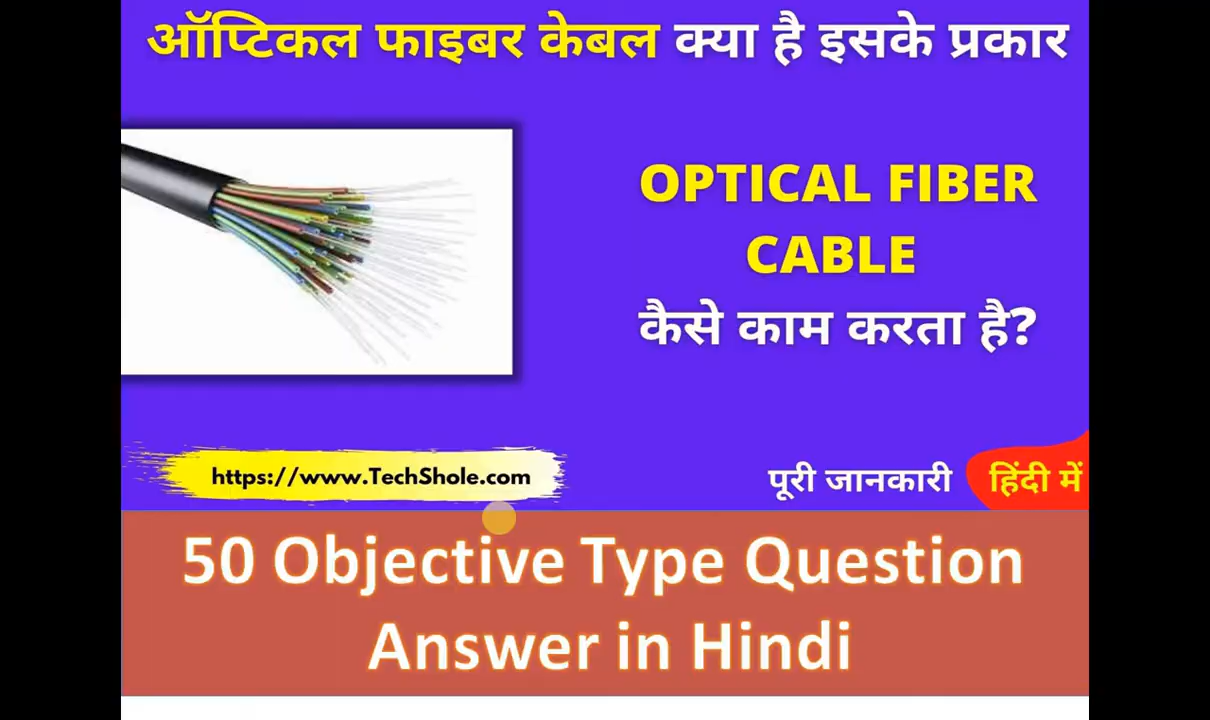 ऑप्टिकल फाइबर केबल क्या है इसके प्रकार
OPTICAL FIBER
CABLE
कैसे काम करता है?
https://www.TechShole.com
पूरी जानकारी हिंदी में
50 Objective Type Question
Answer in Hindi